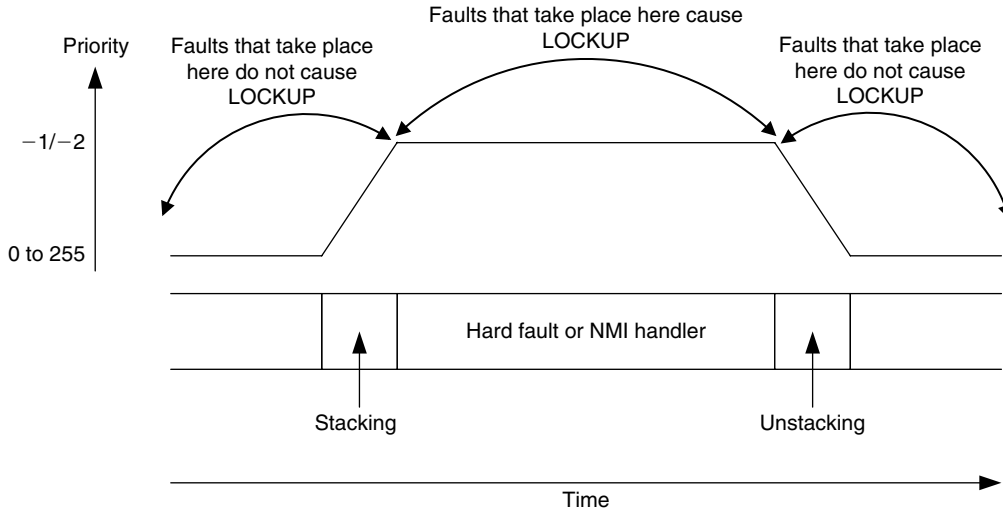 Faults that take place here cause
LOCKUP
Priority
Faults that take place
here do not cause
LOCKUP
Faults that take place
here do not cause
LOCKUP
−1/−2
0 to 255
Hard fault or NMI handler
Stacking
Unstacking
Time